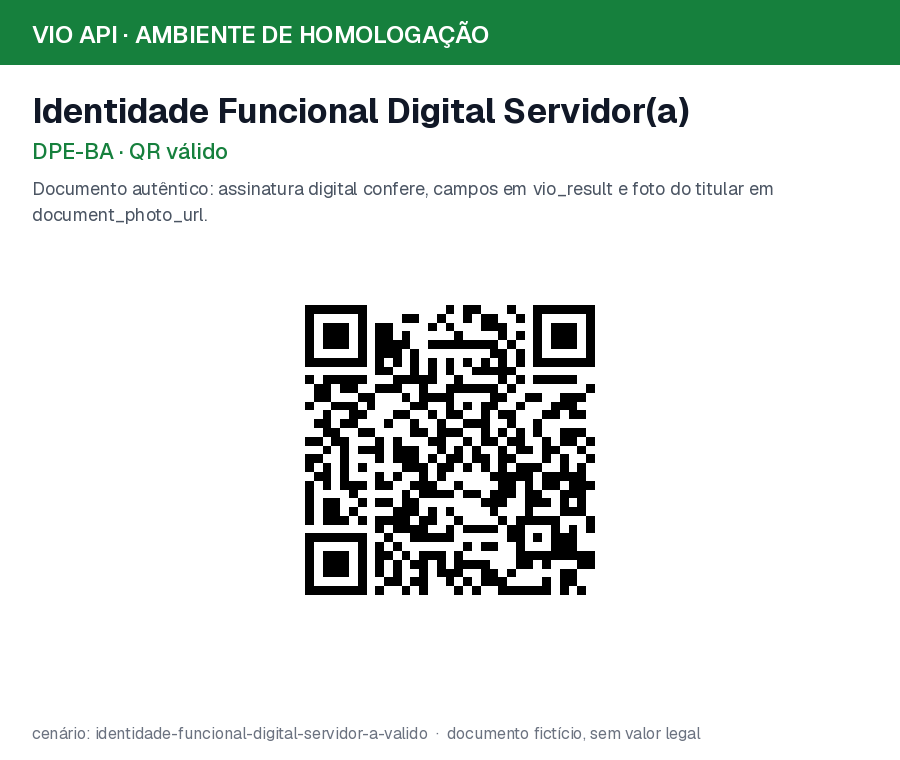 VIO API · AMBIENTE DE HOMOLOGAÇÃO
Identidade Funcional Digital Servidor(a)
DPE-BA · QR válido
Documento autêntico: assinatura digital confere, campos em vio_result e foto do titular em
document_photo_url.
cenário: identidade-funcional-digital-servidor-a-valido · documento fictício, sem valor legal